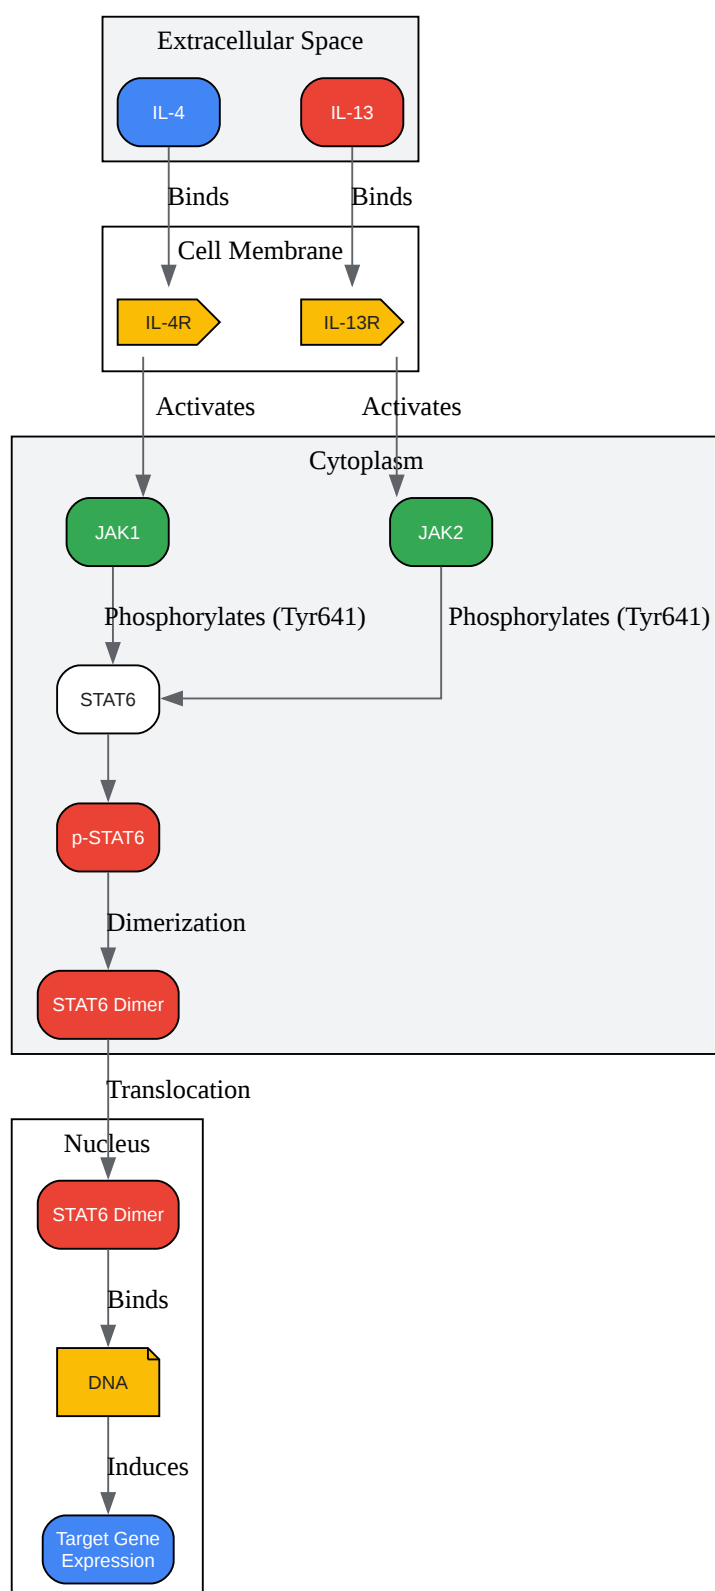 Extracellular Space
IL-4
IL-13
Binds
Binds
Cell Membrane
IL-4R
IL-13R
Activates
Activates
Cytoplasm
JAK1
JAK2
Phosphorylates (Tyr641)
Phosphorylates (Tyr641)
STAT6
p-STAT6
Dimerization
STAT6 Dimer
Translocation
Nucleus
STAT6 Dimer
Binds
DNA
Induces
Target Gene
Expression